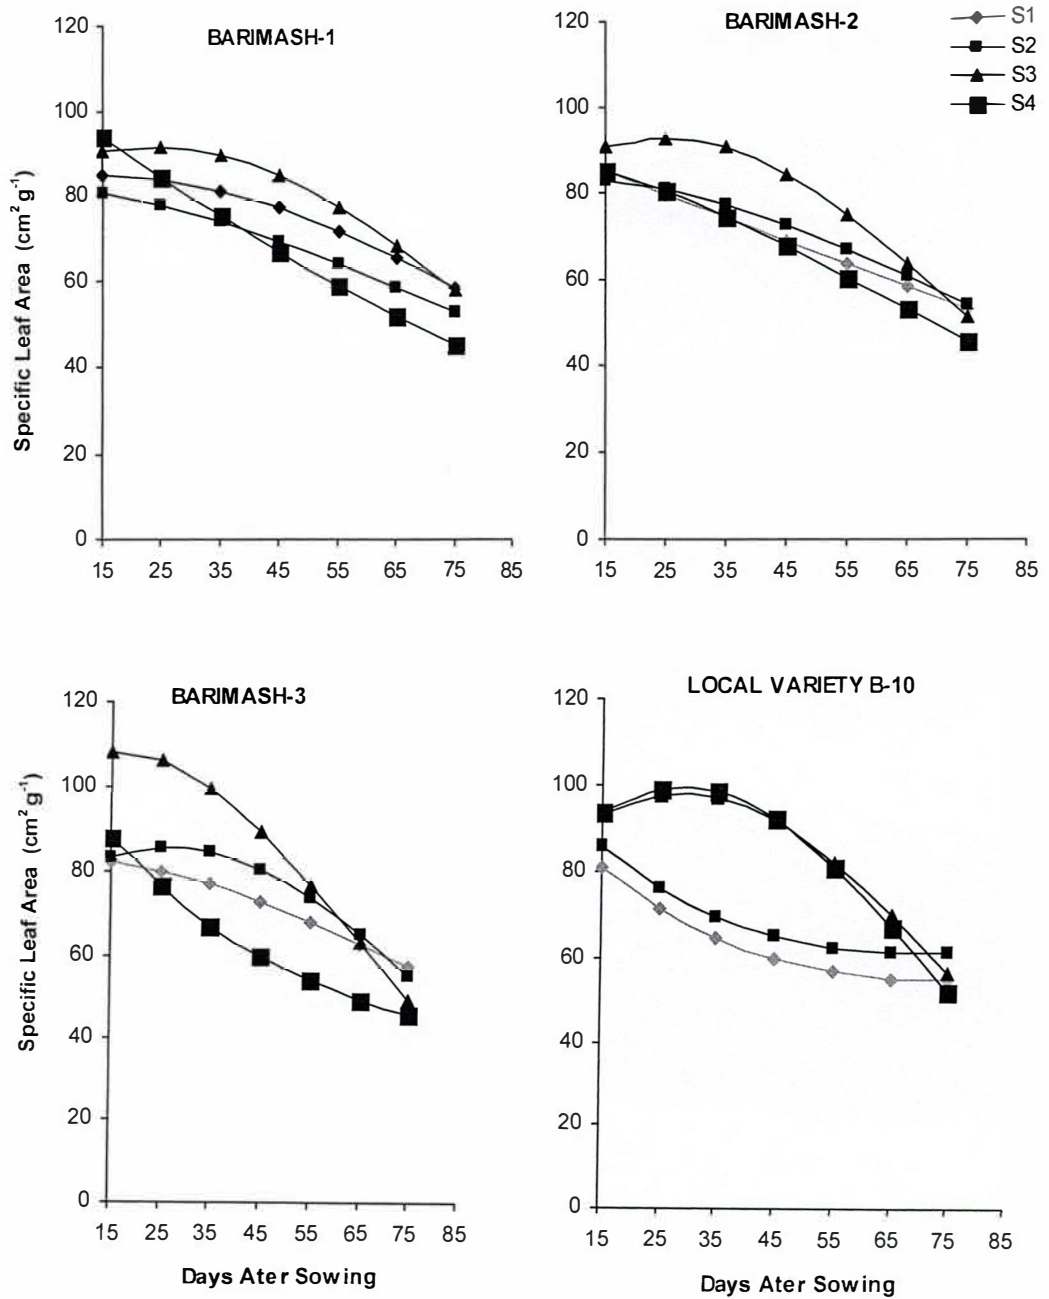 BARIMASH-1
120
100
80
60
40
20
0
15 25 35 45 55 65 75 85
Specific Leaf Area (cm² g⁻¹)
BARIMASH-2
S1
S2
S3
S4
120
100
80
60
40
20
0
15 25 35 45 55 65 75 85
BARIMASH-3
120
100
80
60
40
20
0
15 25 35 45 55 65 75 85
Specific Leaf Area (cm² g⁻¹)
Days Ater Sowing
LOCAL VARIETY B-10
120
100
80
60
40
20
0
15 25 35 45 55 65 75 85
Days Ater Sowing